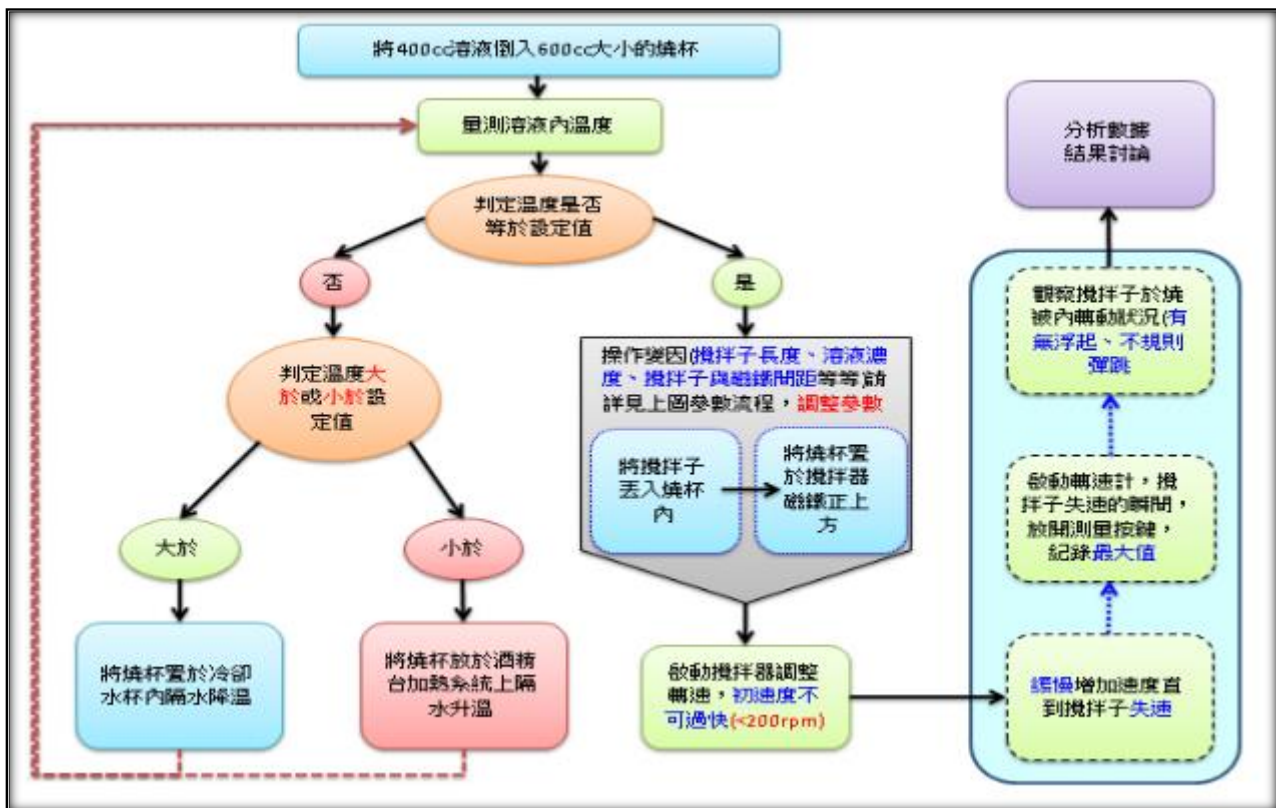 將400cc溶液倒入600cc大小的燒杯
量測溶液內溫度
判定溫度是否
等於設定值
否
是
判定溫度大
於或小於設
定值
大於
小於
將燒杯置於冷卻
水杯內隔水降溫
將燒杯放於酒精
台加熱系統上隔
水升溫
操作變因(攪拌子長度、溶液濃
度、攪拌子與磁鐵間距等等)請
詳見上圖參數流程，調整參數
將攪拌子
丟入燒杯
內
將燒杯置
於攪拌器
磁鐵正上
方
啟動攪拌器調整
轉速，初速度不
可過快(<200rpm)
緩慢增加速度直
到攪拌子失速
啟動轉速計，攪
拌子失速的瞬間，
放開測量按鍵，
紀錄最大值
觀察攪拌子於燒
被內轉動狀況(有
無浮起、不規則
彈跳
分析數據
結果討論